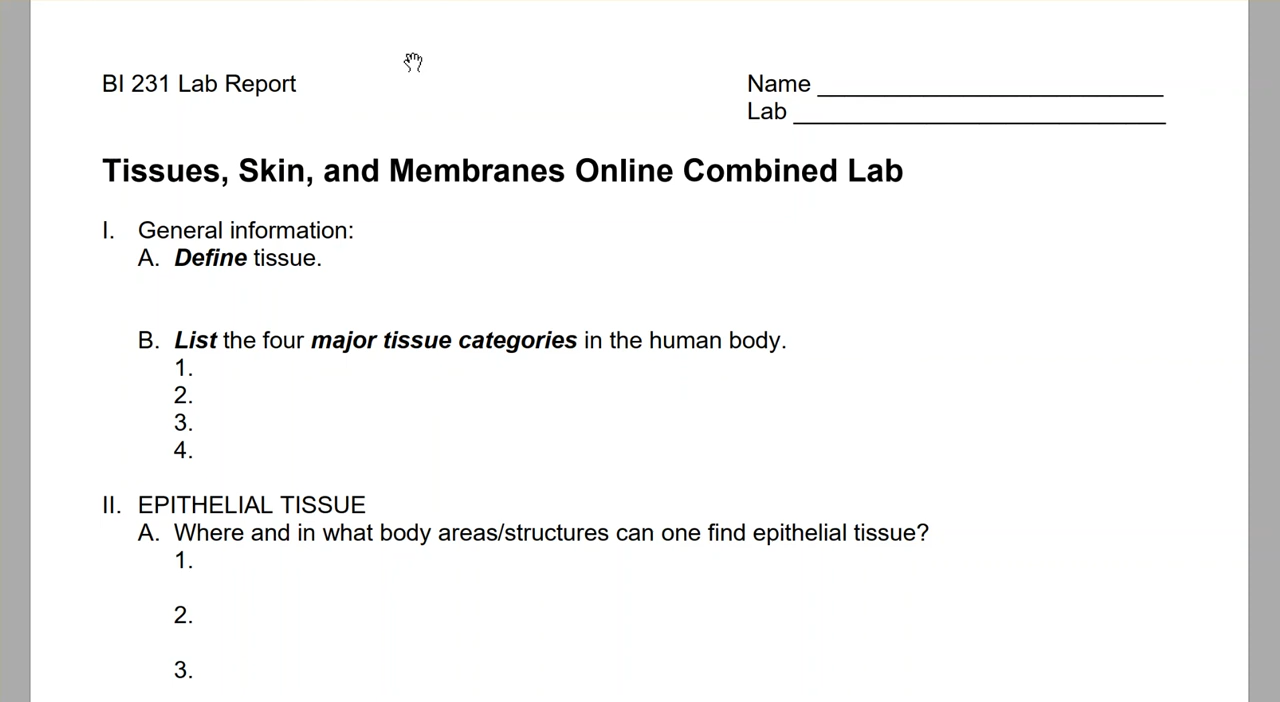 BI 231 Lab Report
Name ___________________________
Lab _____________________________
Tissues, Skin, and Membranes Online Combined Lab
I. General information:
A. Define tissue.
B. List the four major tissue categories in the human body.
1.
2.
3.
4.
II. EPITHELIAL TISSUE
A. Where and in what body areas/structures can one find epithelial tissue?
1.
2.
3.